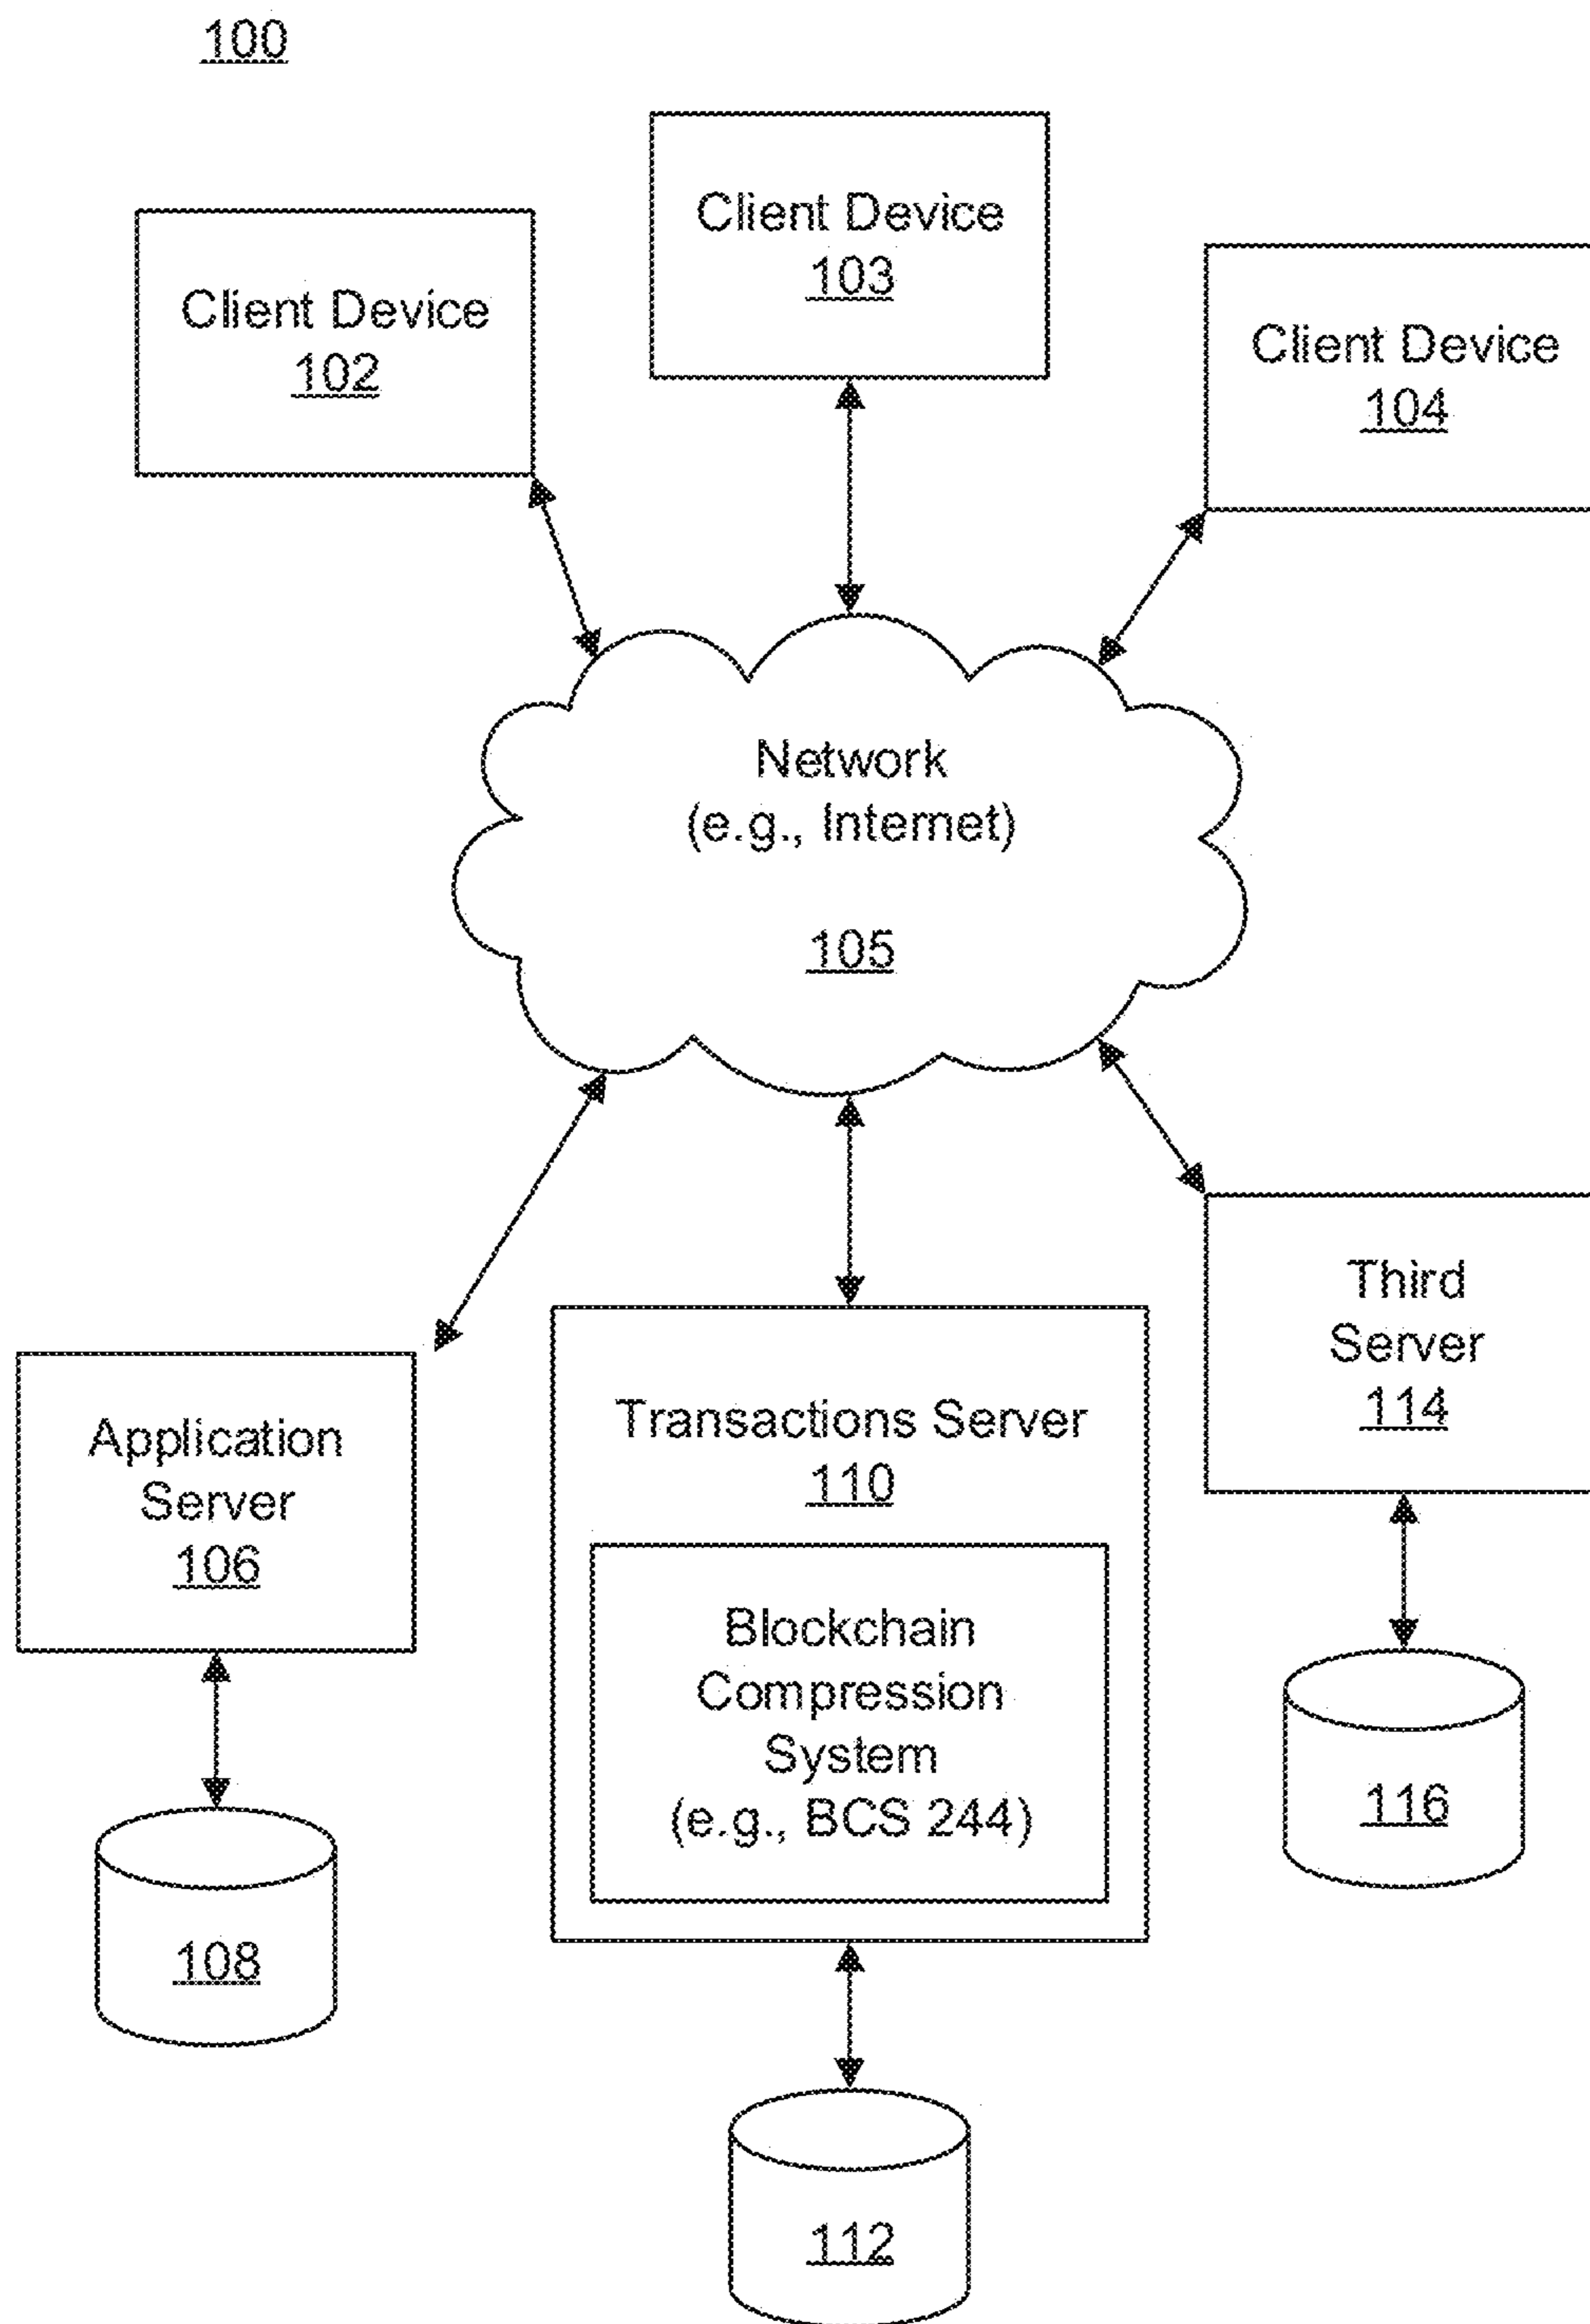 100
Client Device
103
Client Device
102
Client Device
104
Network
(e.g., Internet)
105
Third
Server
114
Transactions Server
110
Application
Server
106
Blockchain
Compression
System
(e.g., BCS 244)
116
108
112